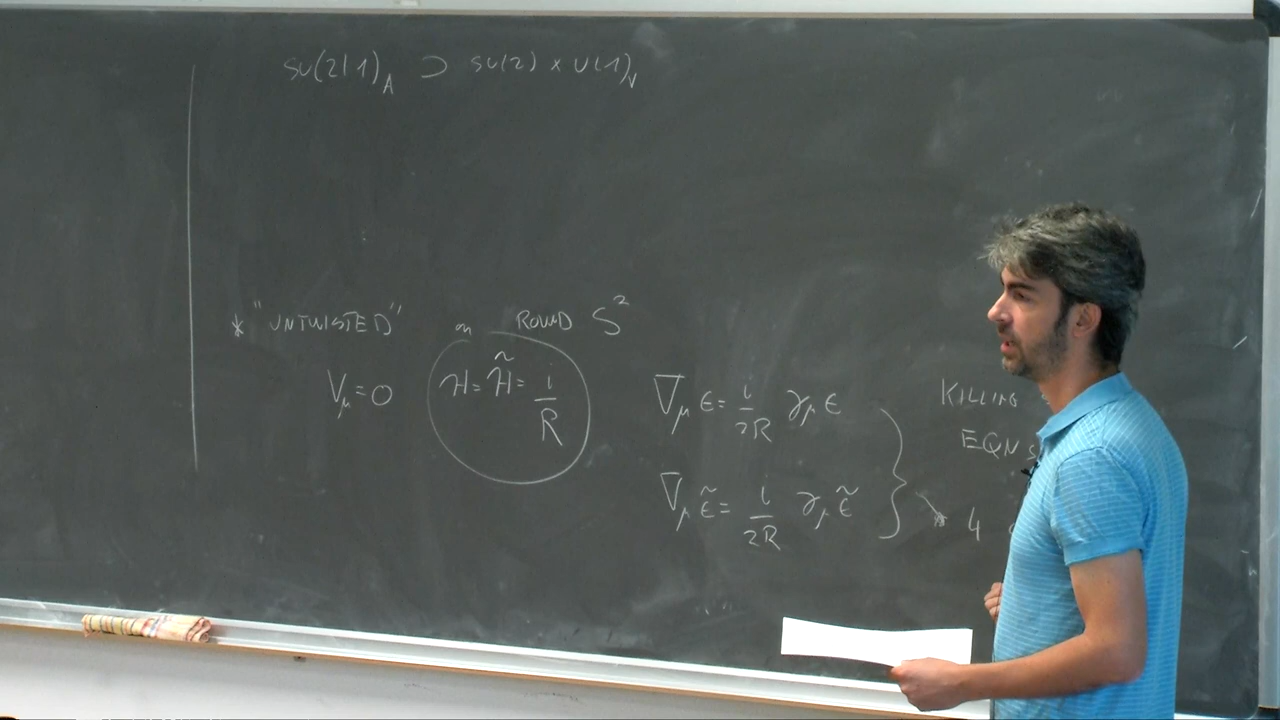 SU(2|1)_A ⊃ SU(2) × U(1)_V
* "UNTWISTED" on ROUND S²
V_μ = 0 H = H̃ = i/R
∇_μ ε = i/2R γ_μ ε
∇_μ ε̃ = i/2R γ_μ ε̃
KILLING
EQNS
4